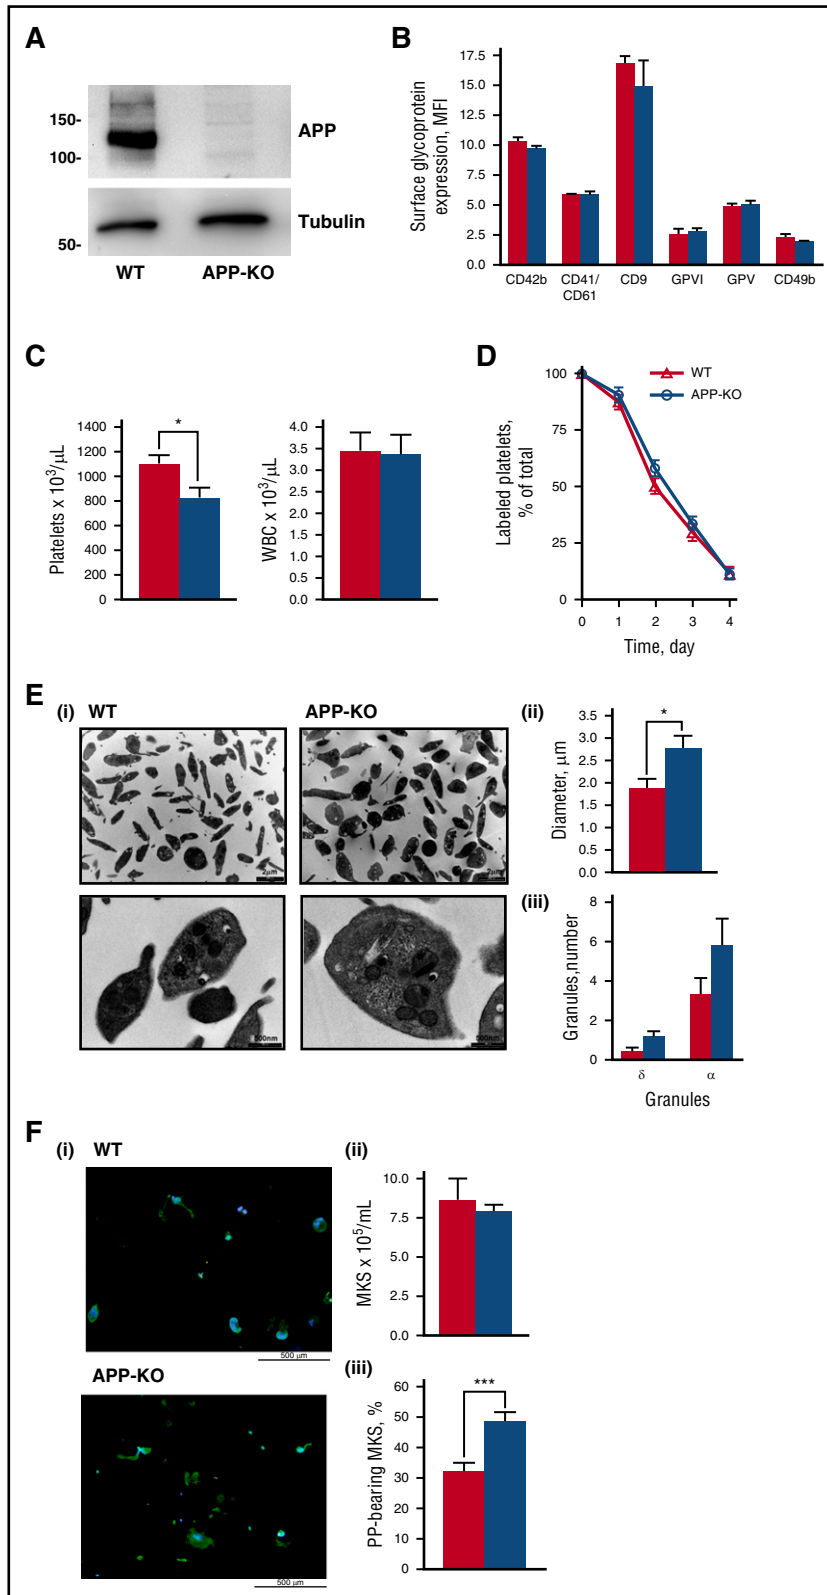 A
150-
100-
APP
50-
Tubulin
WT
APP-KO
B
Surface glycoprotein
expression, MFI
17.5
15.0
12.5
10.0
7.5
5.0
2.5
0.0
CD42b
CD41/
CD61
CD9
GPVI
GPV
CD49b
C
Platelets x 10³/μL
1400
1200
1000
800
600
400
200
0
*
WBC x 10³/μL
4.0
3.5
3.0
2.5
2.0
1.5
1.0
0.5
0.0
D
Labeled platelets,
% of total
100
75
50
25
0
WT
APP-KO
0
1
2
3
4
Time, day
E
(i)
WT
APP-KO
2μm
2μm
500nm
500nm
(ii)
Diameter, μm
3.5
3.0
2.5
2.0
1.5
1.0
0.5
0.0
*
(iii)
Granules,number
8
6
4
2
0
δ
α
Granules
F
(i)
WT
500 μm
APP-KO
500 μm
(ii)
MKS x 10⁵/mL
10.0
7.5
5.0
2.5
0.0
(iii)
PP-bearing MKS, %
60
50
40
30
20
10
0
***